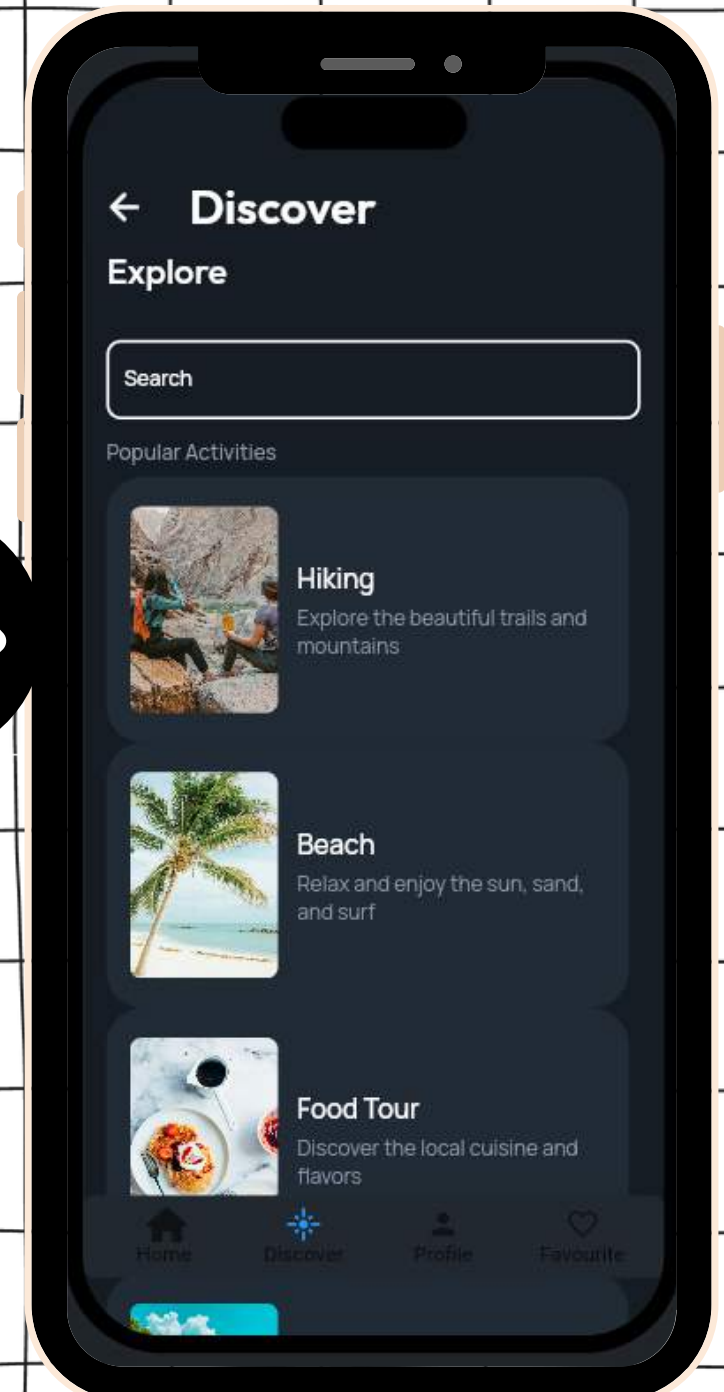 Discover
Explore
Search
Popular Activities
Hiking
Explore the beautiful trails and
mountains
Beach
Relax and enjoy the sun, sand,
and surf
Food Tour
Discover the local cuisine and
flavors
Home
Discover
Profile
Favourite